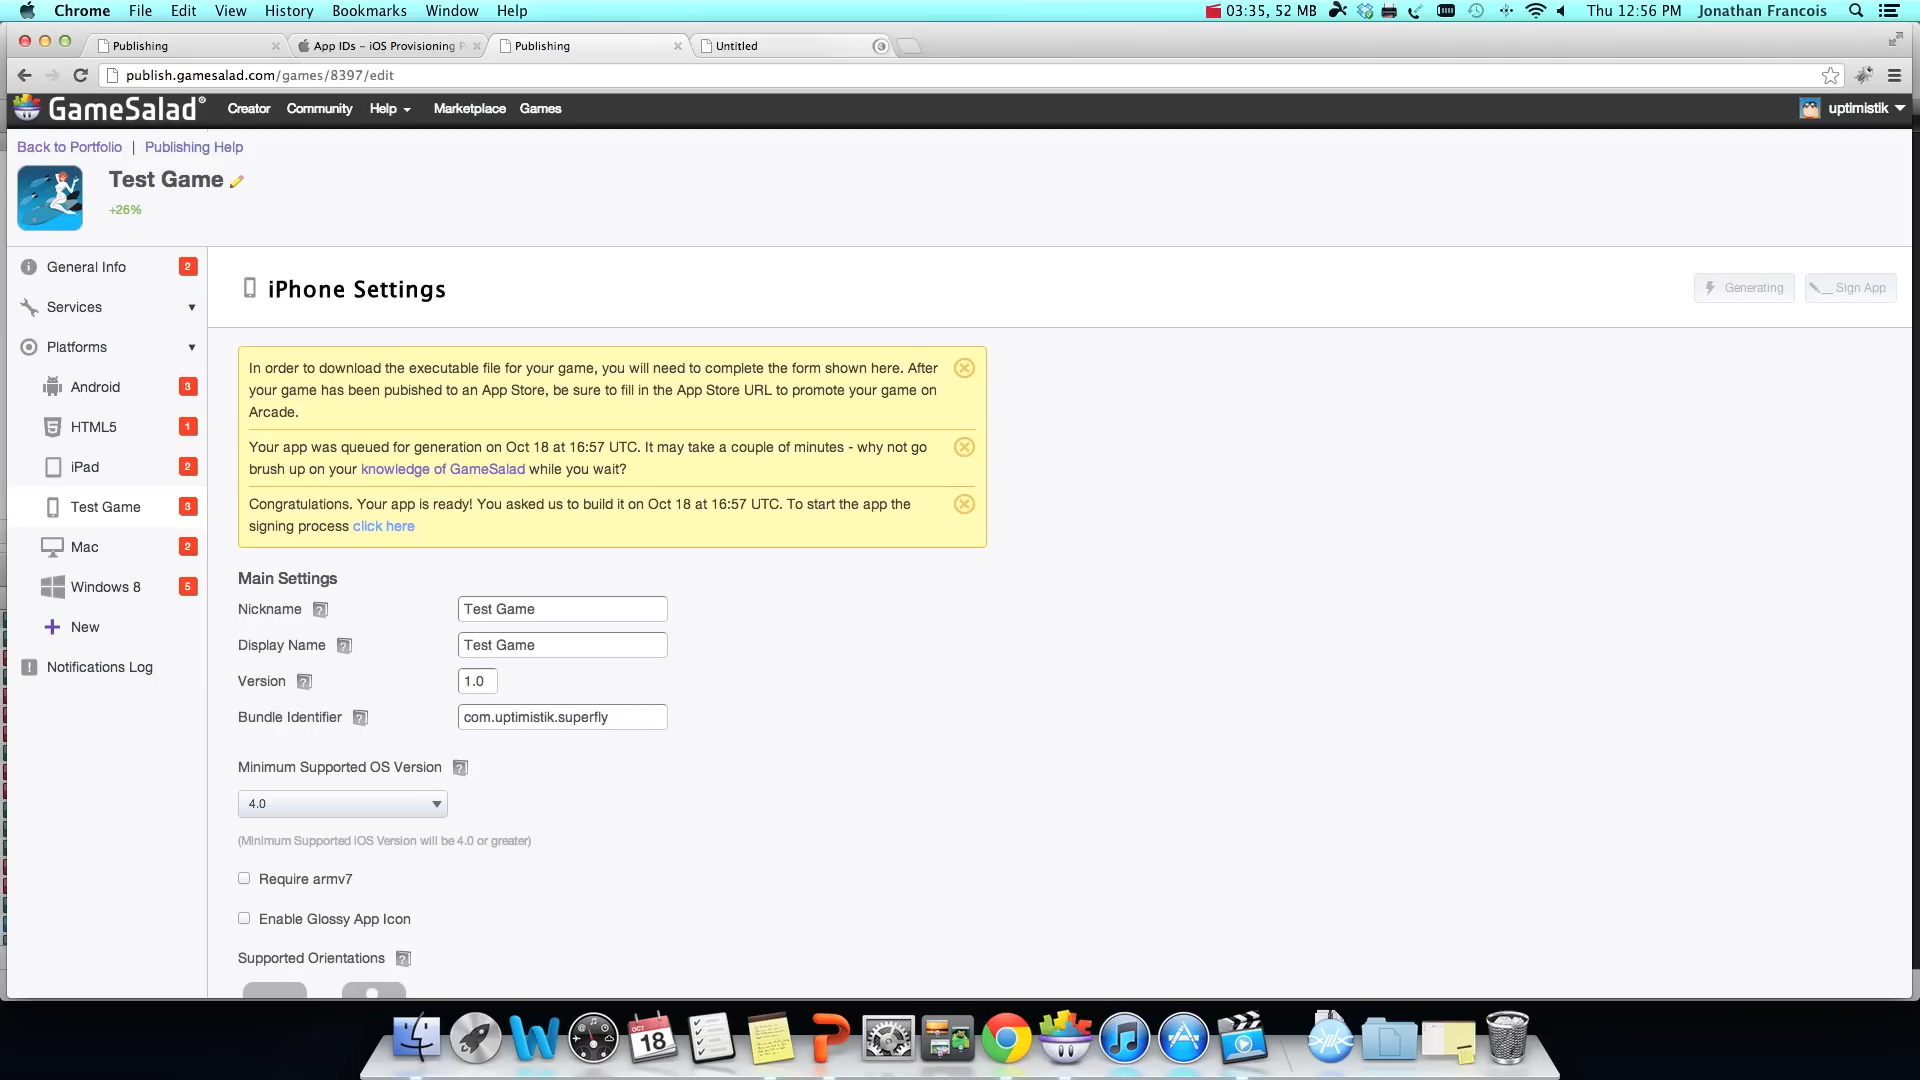 Chrome File Edit View History Bookmarks Window Help 03:35, 52 MB Thu 12:56 PM Jonathan Francois
Publishing App IDs - iOS Provisioning P Publishing Untitled
publish.gamesalad.com/games/8397/edit
GameSalad® Creator Community Help Marketplace Games uptimistik
Back to Portfolio | Publishing Help
Test Game
+26%
General Info 2
Services
Platforms
Android 3
HTML5 1
iPad 2
Test Game 3
Mac 2
Windows 8 5
New
Notifications Log
iPhone Settings Generating Sign App
In order to download the executable file for your game, you will need to complete the form shown here. After
your game has been pubished to an App Store, be sure to fill in the App Store URL to promote your game on
Arcade.
Your app was queued for generation on Oct 18 at 16:57 UTC. It may take a couple of minutes - why not go
brush up on your knowledge of GameSalad while you wait?
Congratulations. Your app is ready! You asked us to build it on Oct 18 at 16:57 UTC. To start the app the
signing process click here
Main Settings
Nickname ? Test Game
Display Name ? Test Game
Version ? 1.0
Bundle Identifier ? com.uptimistik.superfly
Minimum Supported OS Version ?
4.0
(Minimum Supported iOS Version will be 4.0 or greater)
Require armv7
Enable Glossy App Icon
Supported Orientations ?
OCT
18